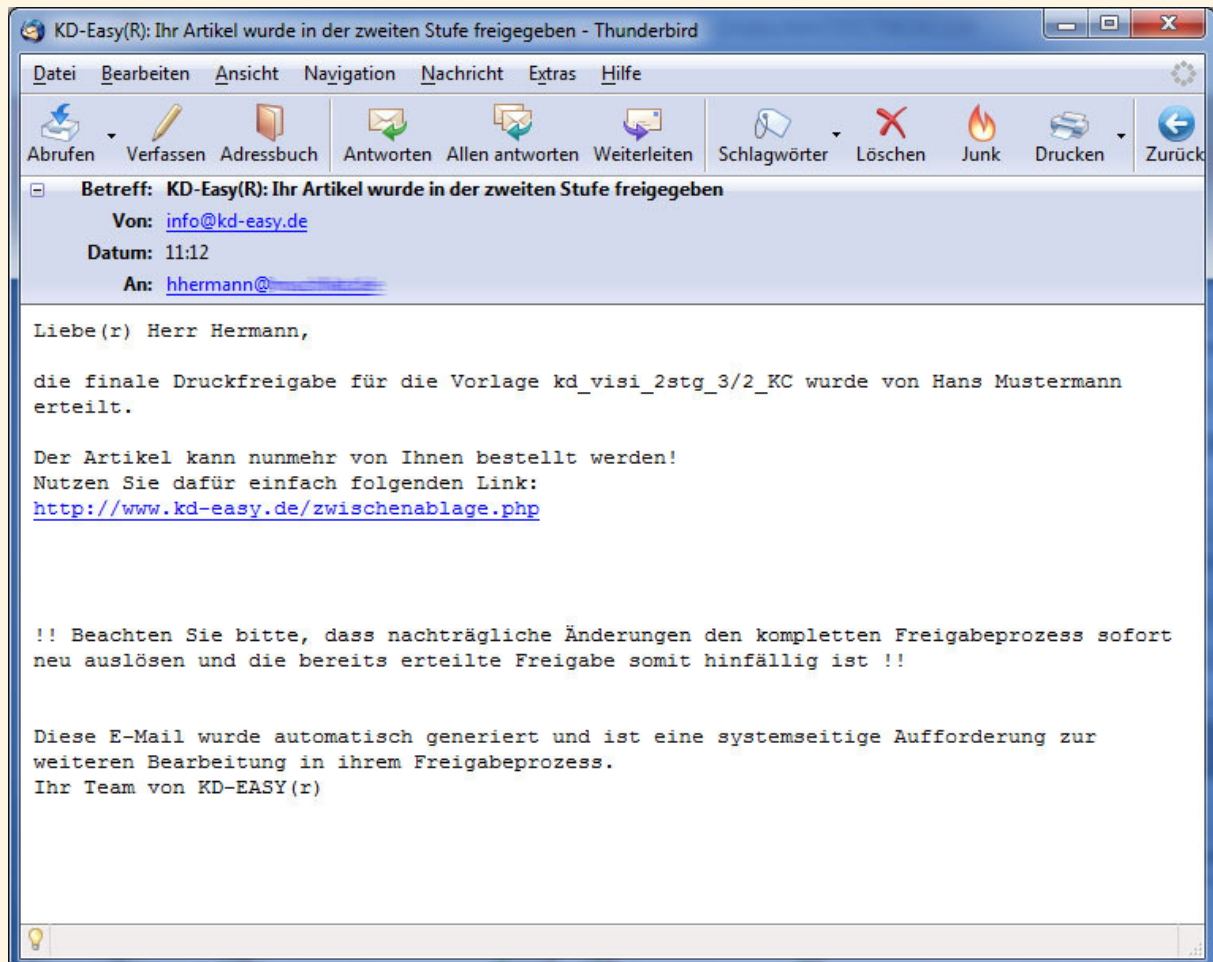 KD-Easy(R): Ihr Artikel wurde in der zweiten Stufe freigegeben - Thunderbird
Datei Bearbeiten Ansicht Navigation Nachricht Extras Hilfe
Abrufen Verfassen Adressbuch Antworten Allen antworten Weiterleiten Schlagwörter Löschen Junk Drucken Zurück
Betreff: KD-Easy(R): Ihr Artikel wurde in der zweiten Stufe freigegeben
Von: info@kd-easy.de
Datum: 11:12
An: hhermann@
Liebe(r) Herr Hermann,
die finale Druckfreigabe für die Vorlage kd_visi_2stg_3/2_KC wurde von Hans Mustermann
erteilt.
Der Artikel kann nunmehr von Ihnen bestellt werden!
Nutzen Sie dafür einfach folgenden Link:
http://www.kd-easy.de/zwischenablage.php
!! Beachten Sie bitte, dass nachträgliche Änderungen den kompletten Freigabeprozess sofort
neu auslösen und die bereits erteilte Freigabe somit hinfällig ist !!
Diese E-Mail wurde automatisch generiert und ist eine systemseitige Aufforderung zur
weiteren Bearbeitung in ihrem Freigabeprozess.
Ihr Team von KD-EASY(r)